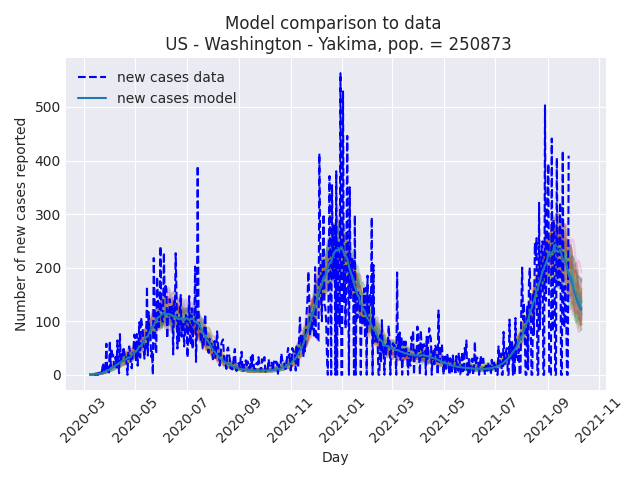 Model comparison to data
US - Washington - Yakima, pop. = 250873
new cases data
new cases model
Number of new cases reported
500
400
300
200
100
0
2020-03
2020-05
2020-07
2020-09
2020-11
2021-01
2021-03
2021-05
2021-07
2021-09
2021-11
Day